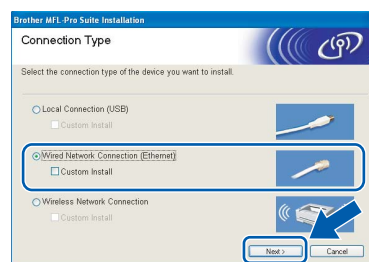 Brother MFL-Pro Suite Installation
Connection Type
Select the connection type of the device you want to install.
Local Connection (USB)
Custom Install
Wired Network Connection (Ethernet)
Custom Install
Wireless Network Connection
Custom Install
Next >
Cancel